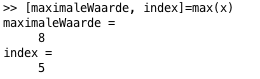 >> [maximaleWaarde, index]=max(x)
maximaleWaarde =
8
index =
5